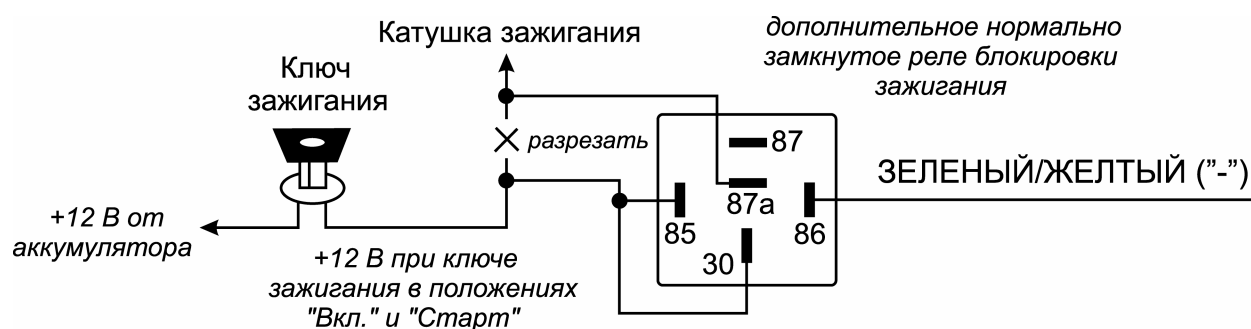 Катушка зажигания
дополнительное нормально
замкнутое реле блокировки
зажигания
Ключ
зажигания
разрезать
87
87a
85
86
30
ЗЕЛЕНЫЙ/ЖЕЛТЫЙ ("-")
+12 В от
аккумулятора
+12 В при ключе
зажигания в положениях
"Вкл." и "Старт"